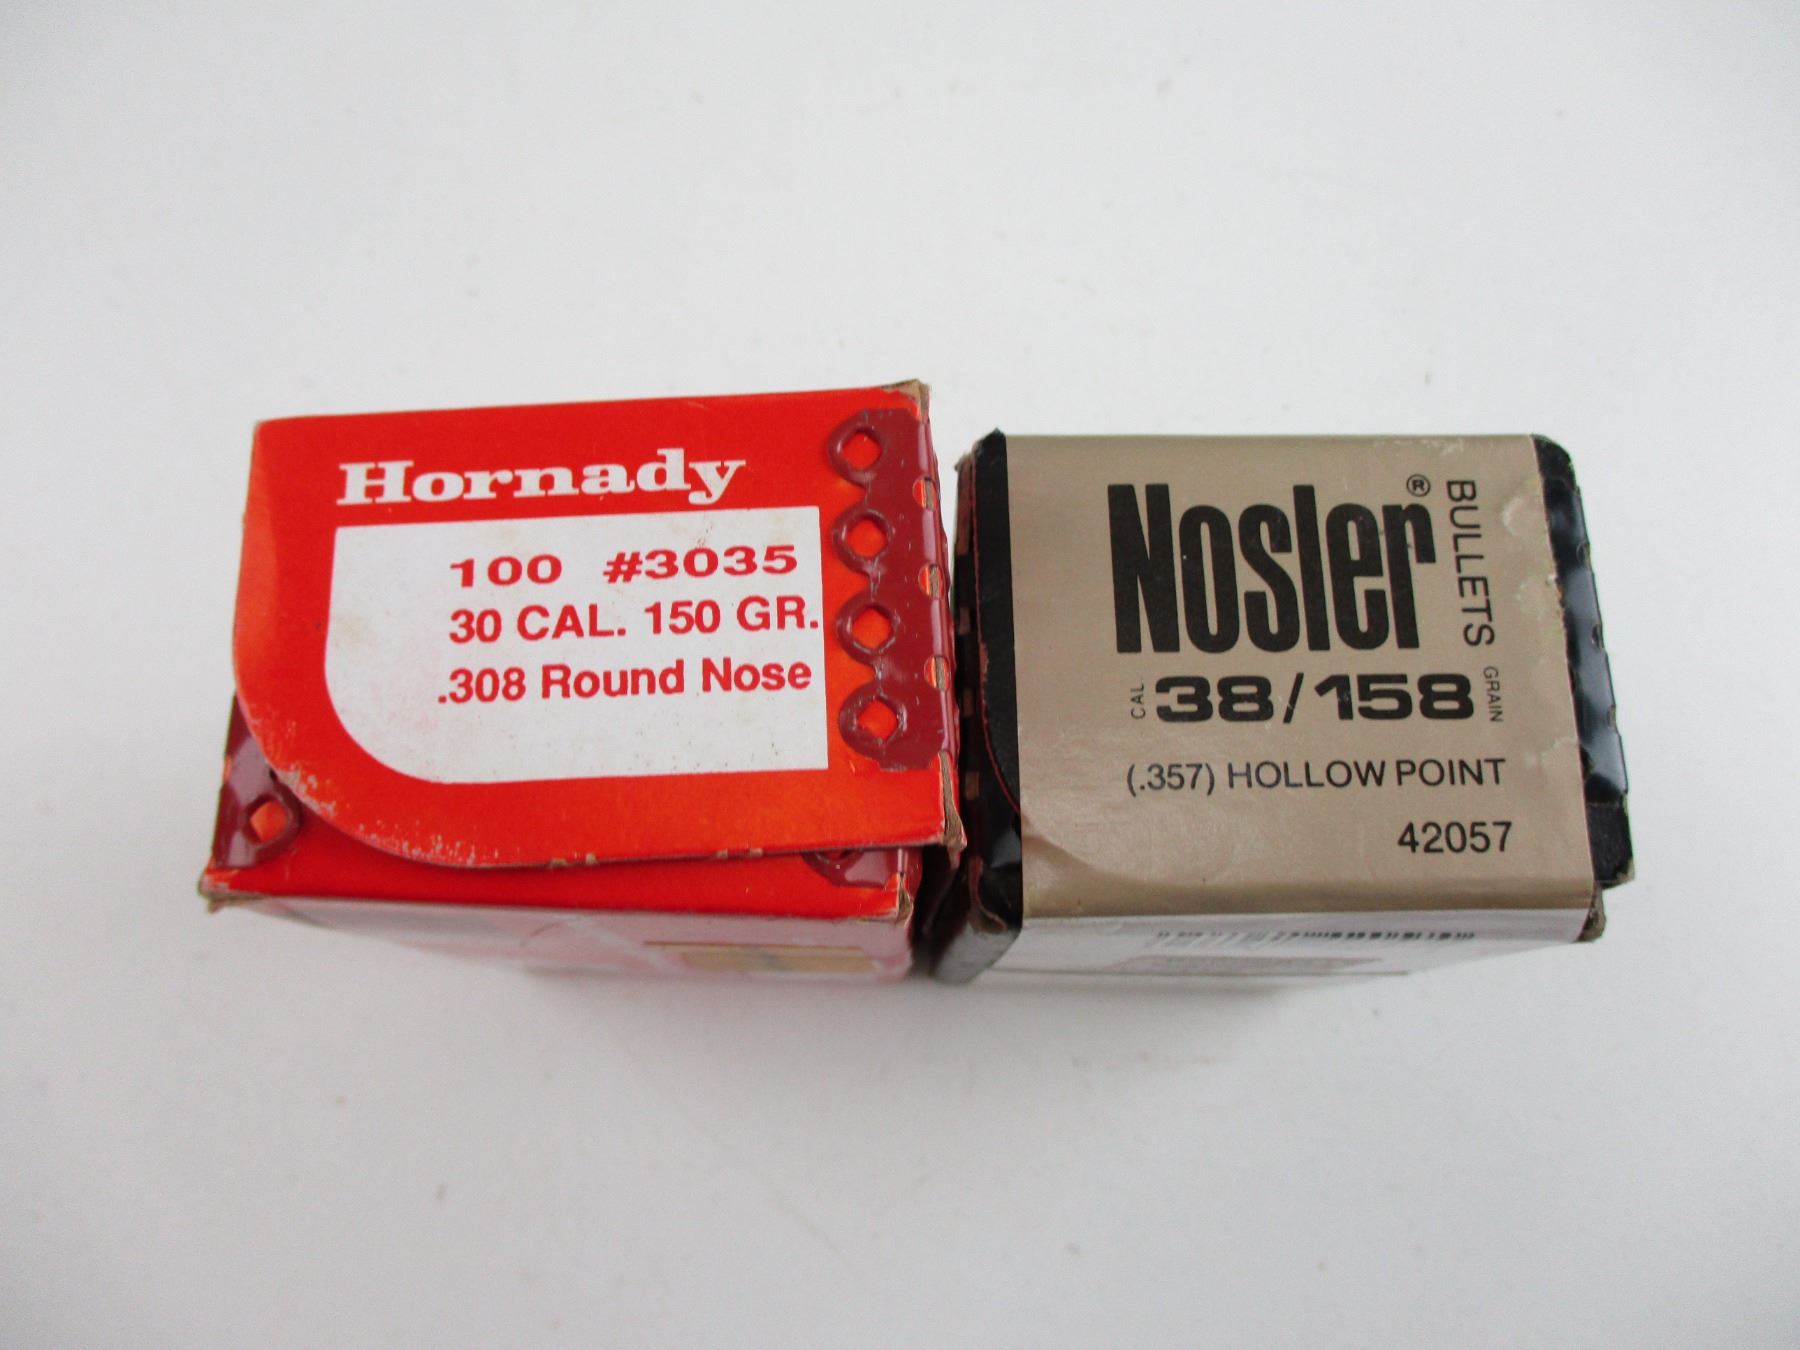 Hornady
100 #3035
30 CAL. 150 GR.
.308 Round Nose
Nosler®
BULLETS
CAL. 38/158 GRAIN
(.357) HOLLOW POINT
42057